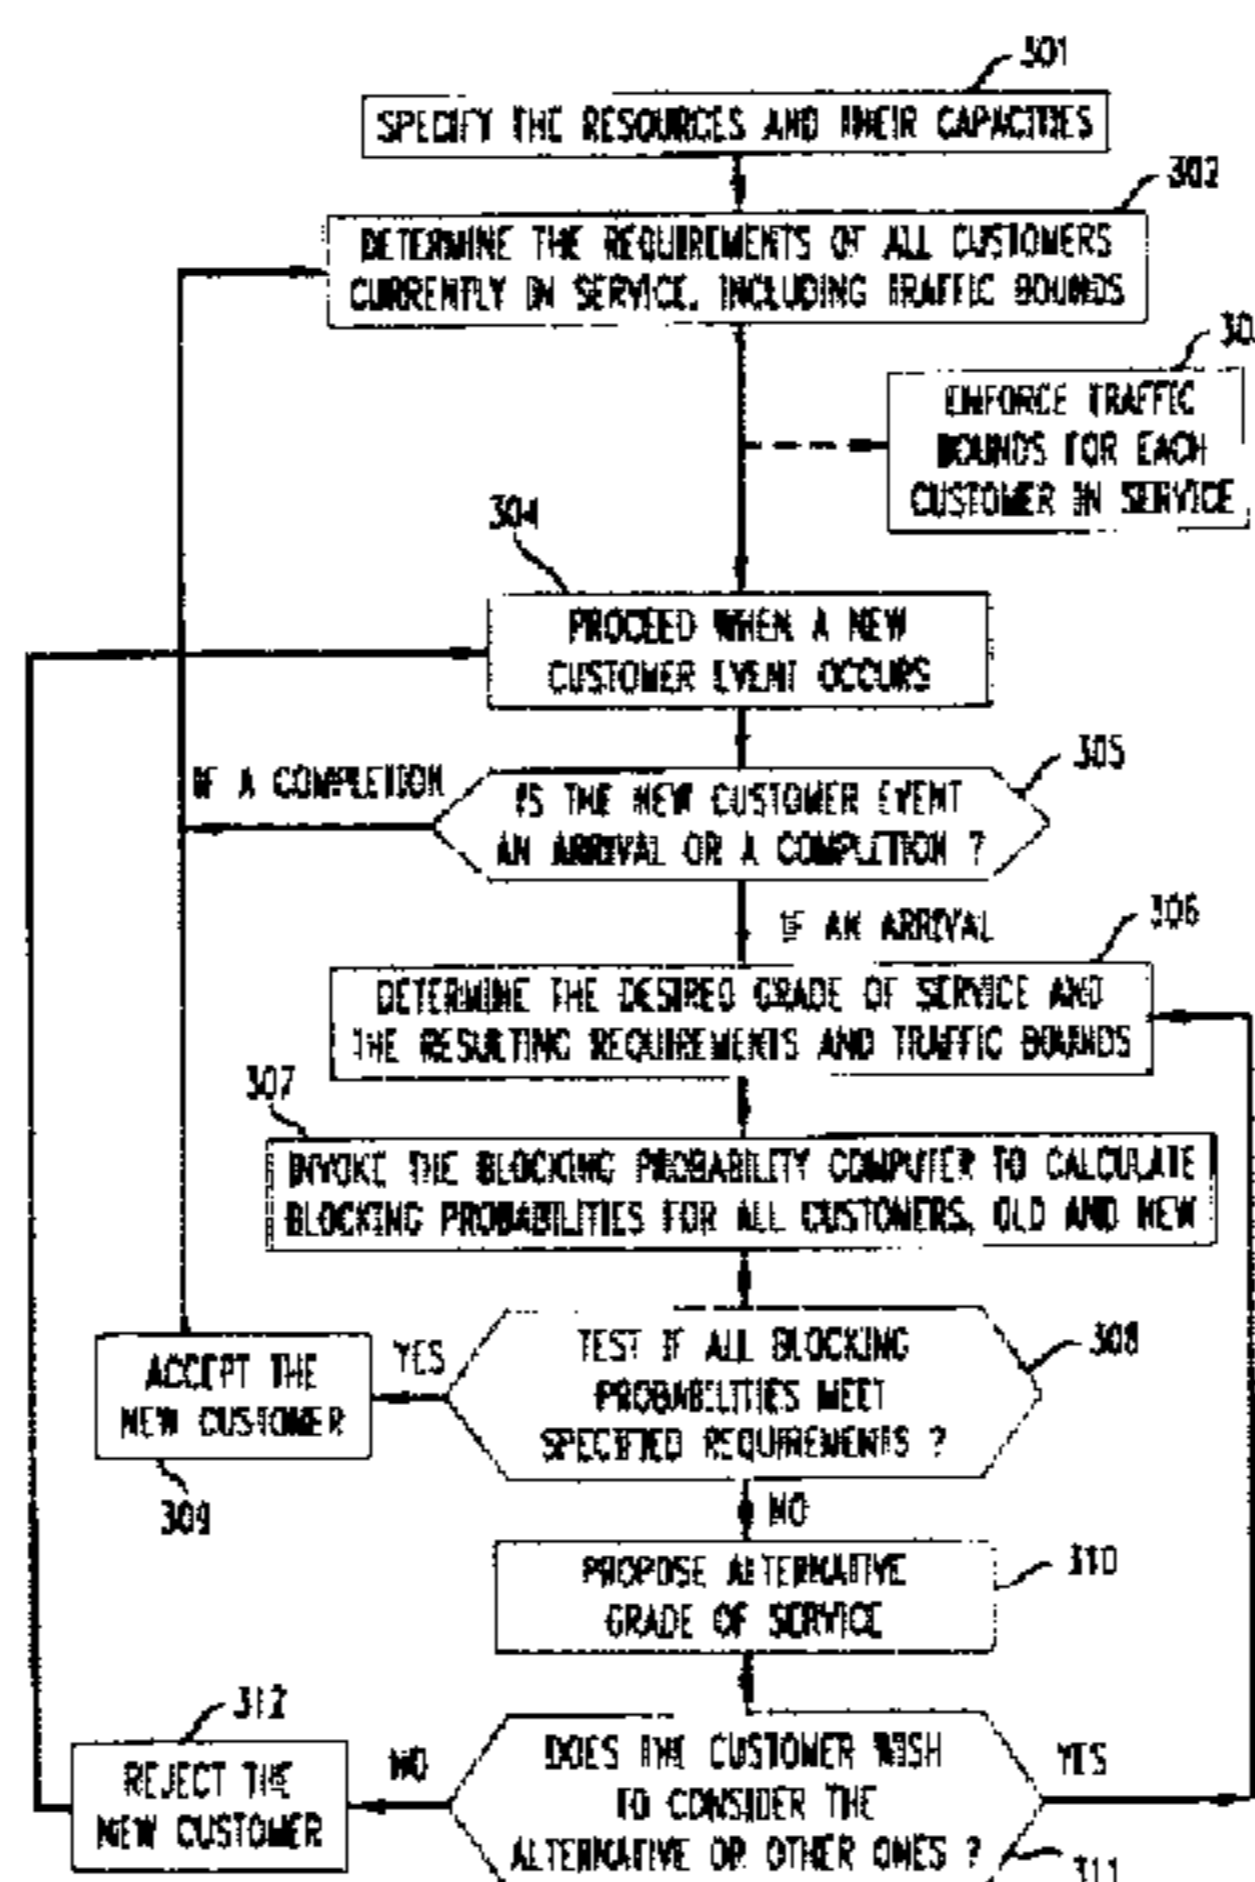 301
SPECIFY THE RESOURCES AND THEIR CAPACITIES
302
DETERMINE THE REQUIREMENTS OF ALL CUSTOMERS
CURRENTLY IN SERVICE, INCLUDING TRAFFIC BOUNDS
30
ENFORCE TRAFFIC
BOUNDS FOR EACH
CUSTOMER IN SERVICE
304
PROCEED WHEN A NEW
CUSTOMER EVENT OCCURS
305
IF A COMPLETION
IS THE NEW CUSTOMER EVENT
AN ARRIVAL OR A COMPLETION ?
IF AN ARRIVAL
306
DETERMINE THE DESIRED GRADE OF SERVICE AND
THE RESULTING REQUIREMENTS AND TRAFFIC BOUNDS
307
INVOKE THE BLOCKING PROBABILITY COMPUTER TO CALCULATE
BLOCKING PROBABILITIES FOR ALL CUSTOMERS, OLD AND NEW
308
TEST IF ALL BLOCKING
PROBABILITIES MEET
SPECIFIED REQUIREMENTS ?
YES
ACCEPT THE
NEW CUSTOMER
309
NO
310
PROPOSE ALTERNATIVE
GRADE OF SERVICE
312
REJECT THE
NEW CUSTOMER
NO
DOES THE CUSTOMER WISH
TO CONSIDER THE
ALTERNATIVE OR OTHER ONES ?
YES
311